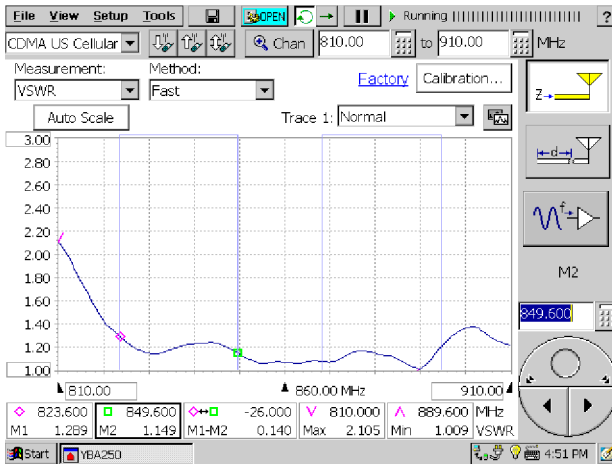 File View Setup Tools OPEN Running ?
CDMA US Cellular Chan 810.00 to 910.00 MHz
Measurement: Method:
VSWR Fast Factory Calibration...
Auto Scale Trace 1: Normal
Z
3.00
2.80
2.60
2.40
2.20
2.00
1.80
1.60
1.40
1.20
1.00
d
f
M2
849.600
810.00 860.00 MHz 910.00
823.600 849.600 -26.000 V 810.000 Λ 889.600 MHz
M1 1.289 M2 1.149 M1-M2 0.140 Max 2.105 Min 1.009 VSWR
Start YBA250 4:51 PM